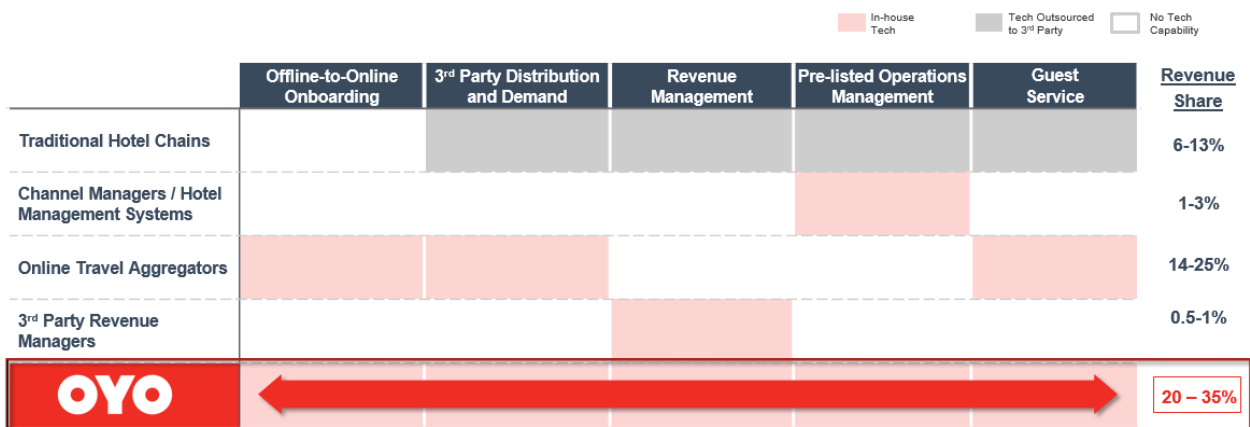 In-house
Tech
Tech Outsourced
to 3rd Party
No Tech
Capability
Offline-to-Online
Onboarding
3rd Party Distribution
and Demand
Revenue
Management
Pre-listed Operations
Management
Guest
Service
Revenue
Share
Traditional Hotel Chains
6-13%
Channel Managers / Hotel
Management Systems
1-3%
Online Travel Aggregators
14-25%
3rd Party Revenue
Managers
0.5-1%
OYO
20 – 35%